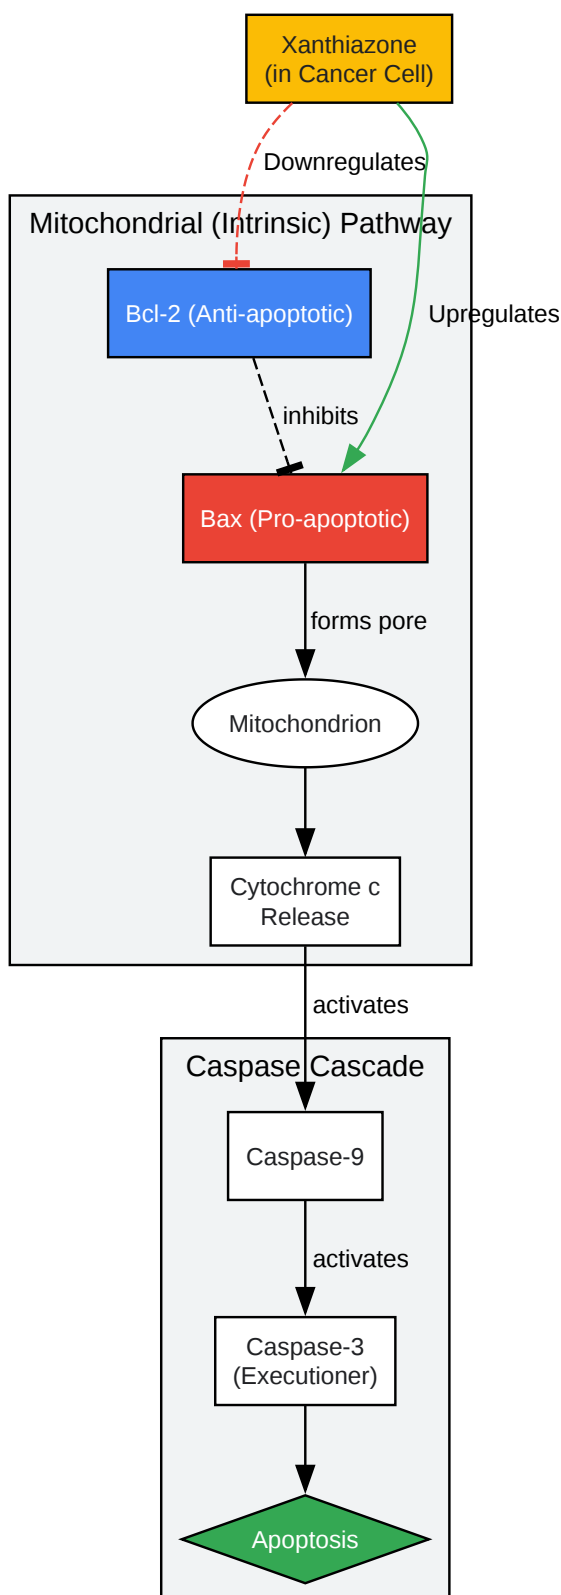 Xanthiazone
(in Cancer Cell)
Downregulates
Mitochondrial (Intrinsic) Pathway
Bcl-2 (Anti-apoptotic)
Upregulates
inhibits
Bax (Pro-apoptotic)
forms pore
Mitochondrion
Cytochrome c
Release
activates
Caspase Cascade
Caspase-9
activates
Caspase-3
(Executioner)
Apoptosis